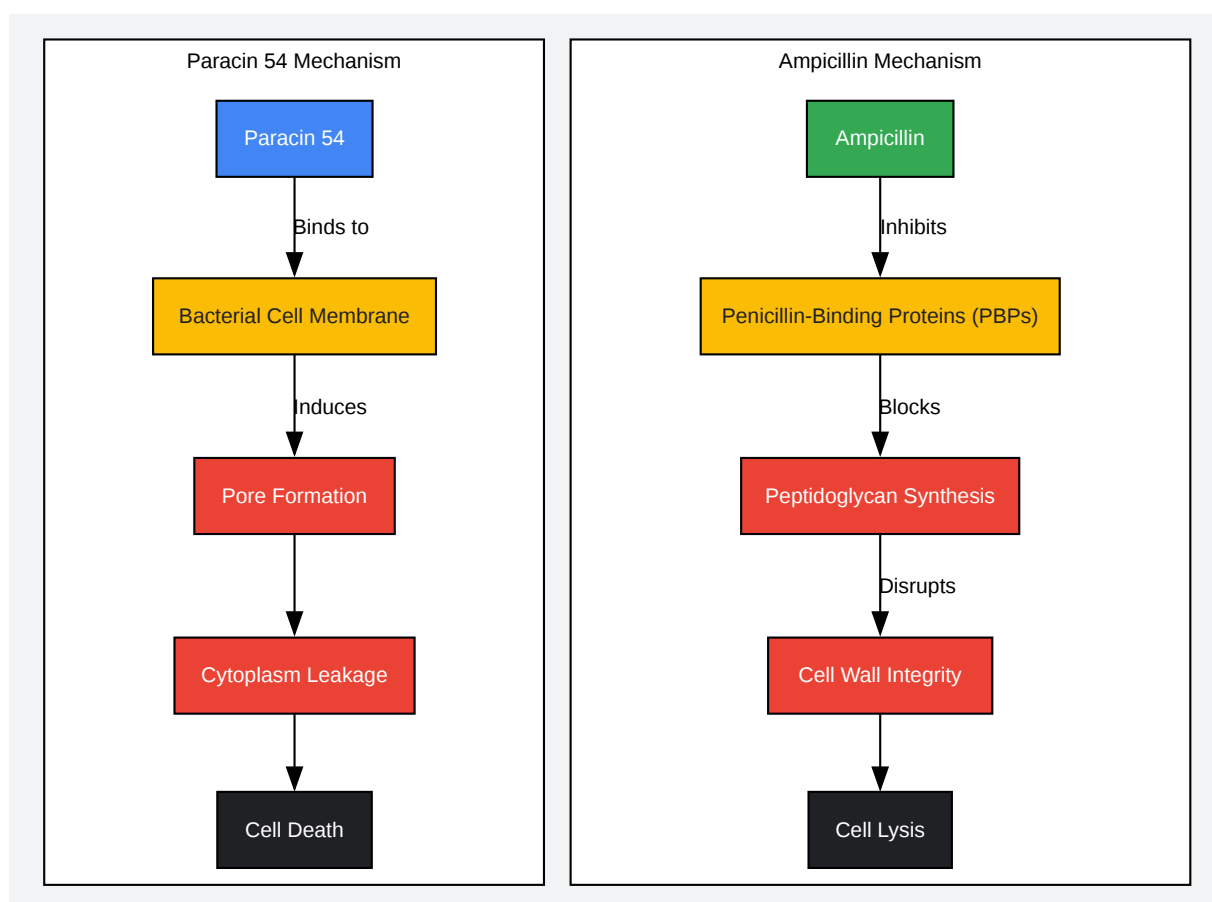 Paracin 54 Mechanism
Paracin 54
Binds to
Bacterial Cell Membrane
Induces
Pore Formation
Cytoplasm Leakage
Cell Death
Ampicillin Mechanism
Ampicillin
Inhibits
Penicillin-Binding Proteins (PBPs)
Blocks
Peptidoglycan Synthesis
Disrupts
Cell Wall Integrity
Cell Lysis